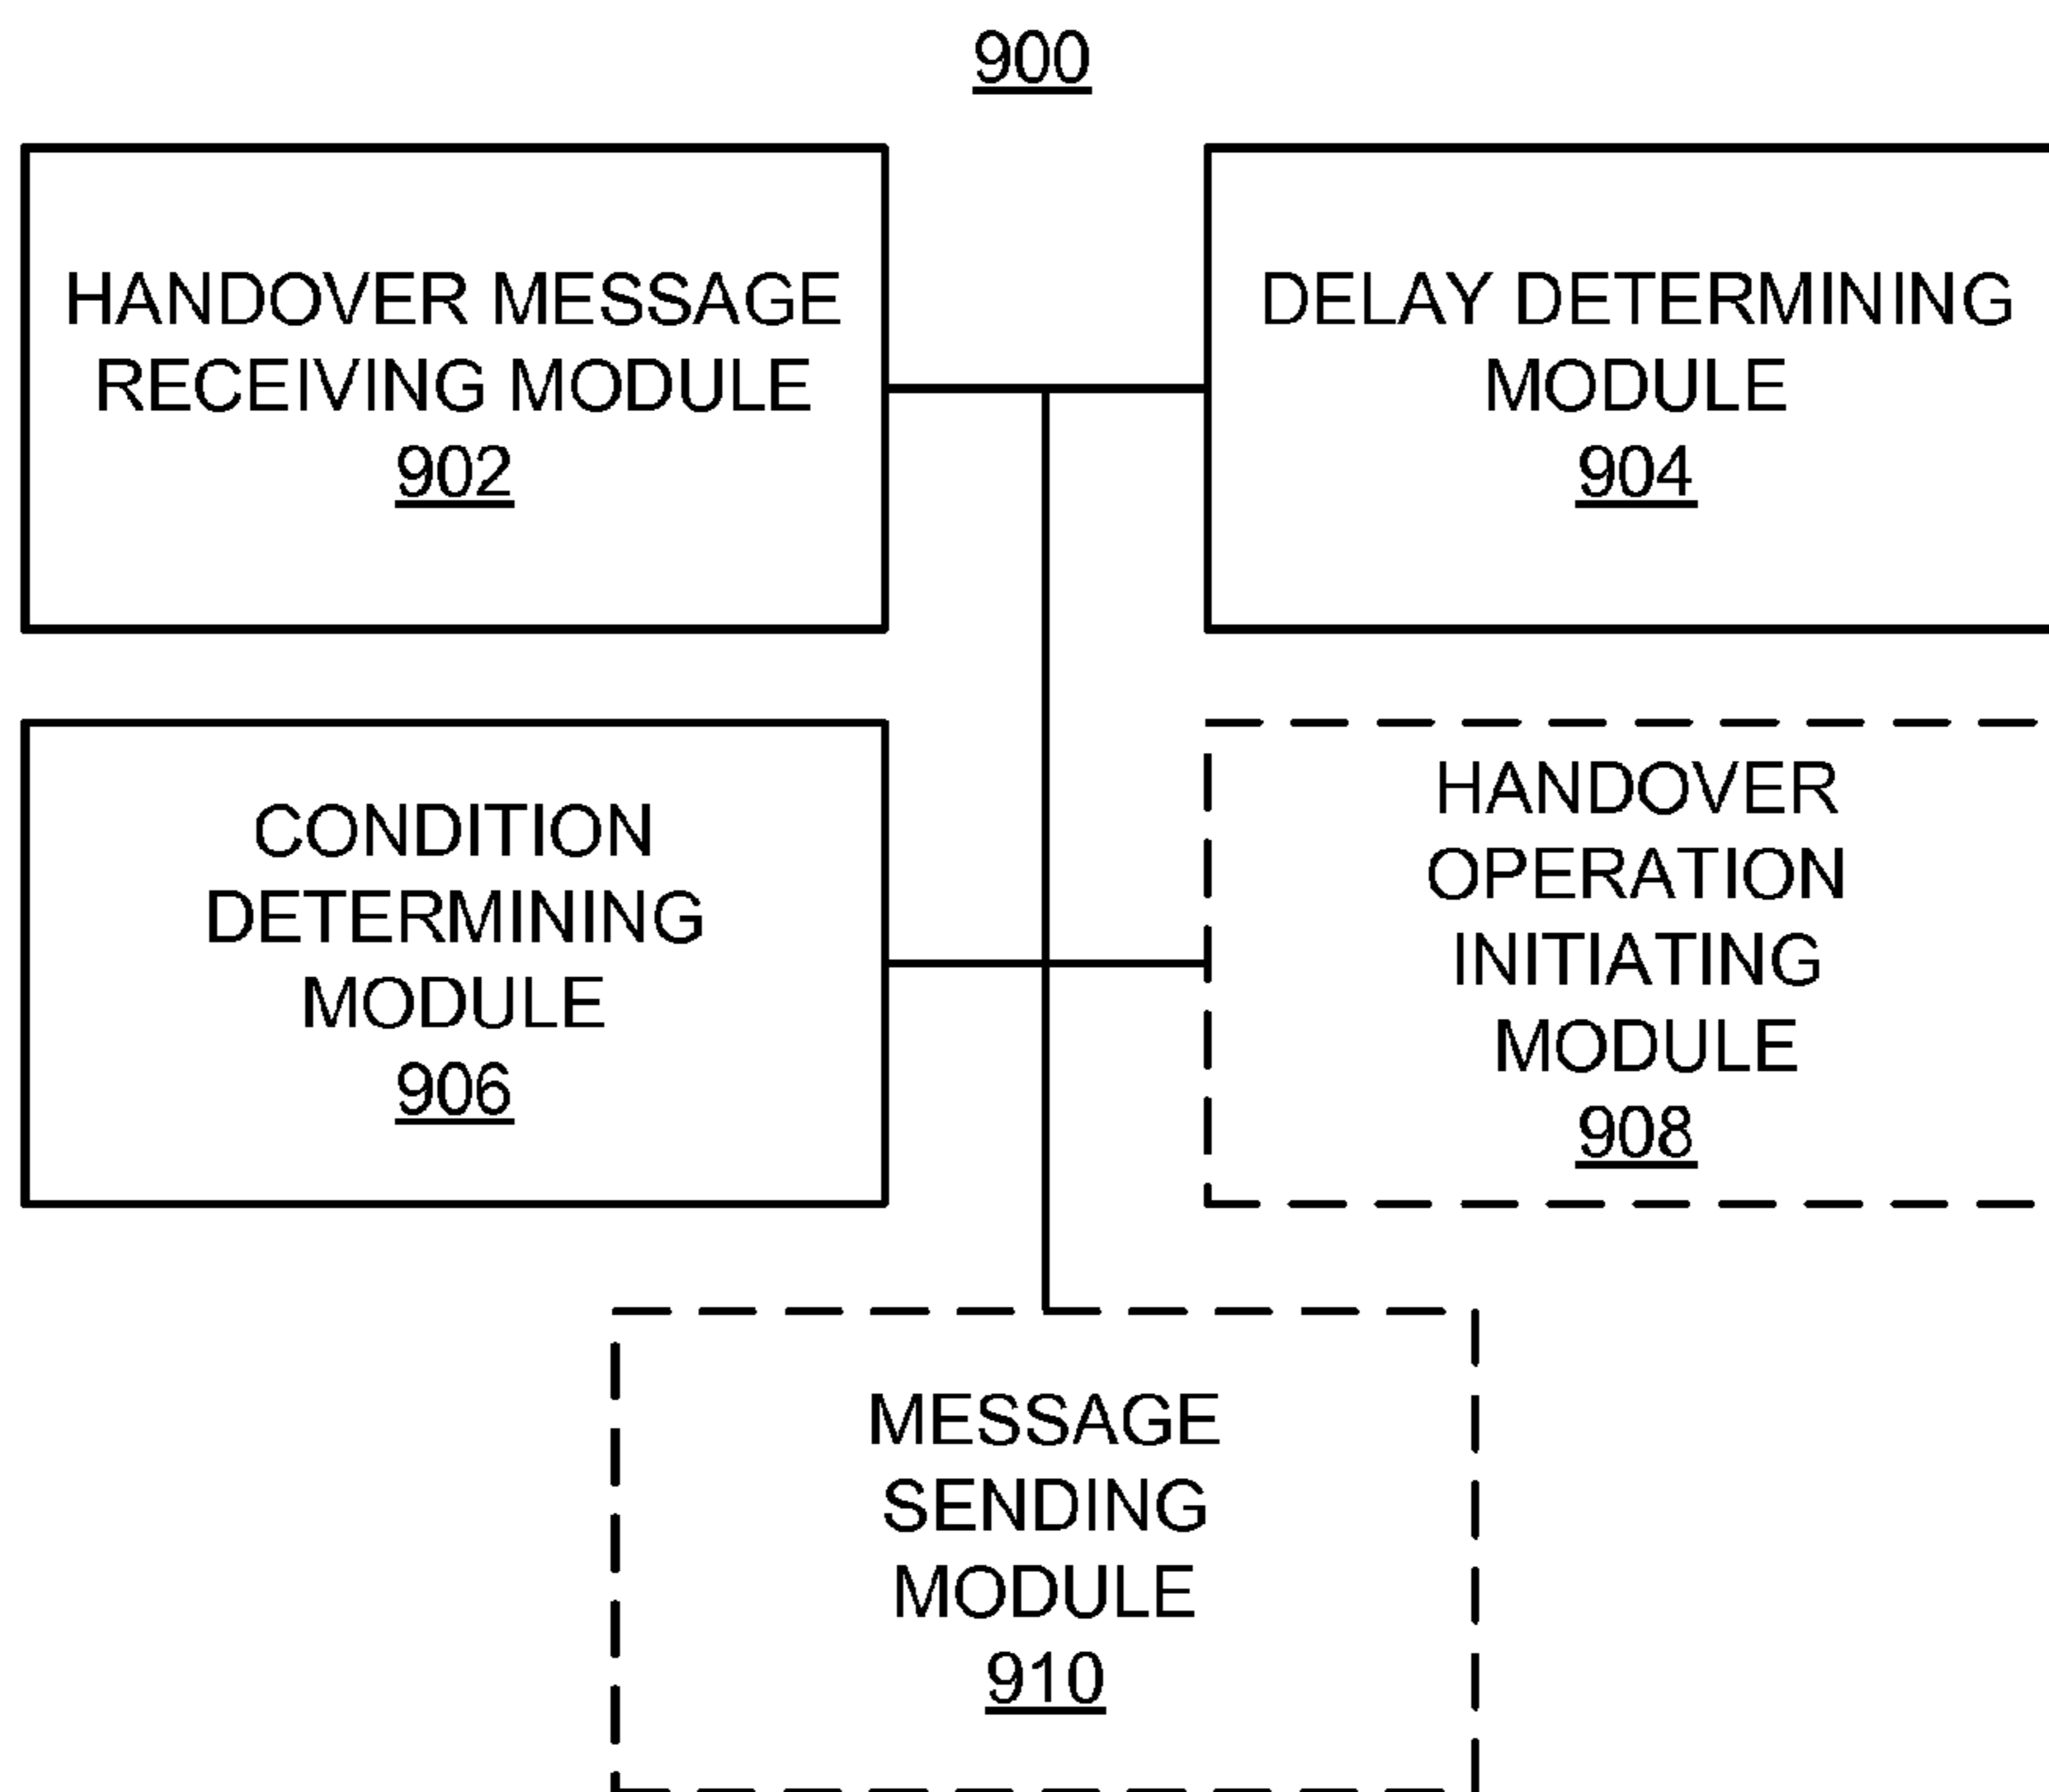 900
HANDOVER MESSAGE
RECEIVING MODULE
902
DELAY DETERMINING
MODULE
904
CONDITION
DETERMINING
MODULE
906
HANDOVER
OPERATION
INITIATING
MODULE
908
MESSAGE
SENDING
MODULE
910